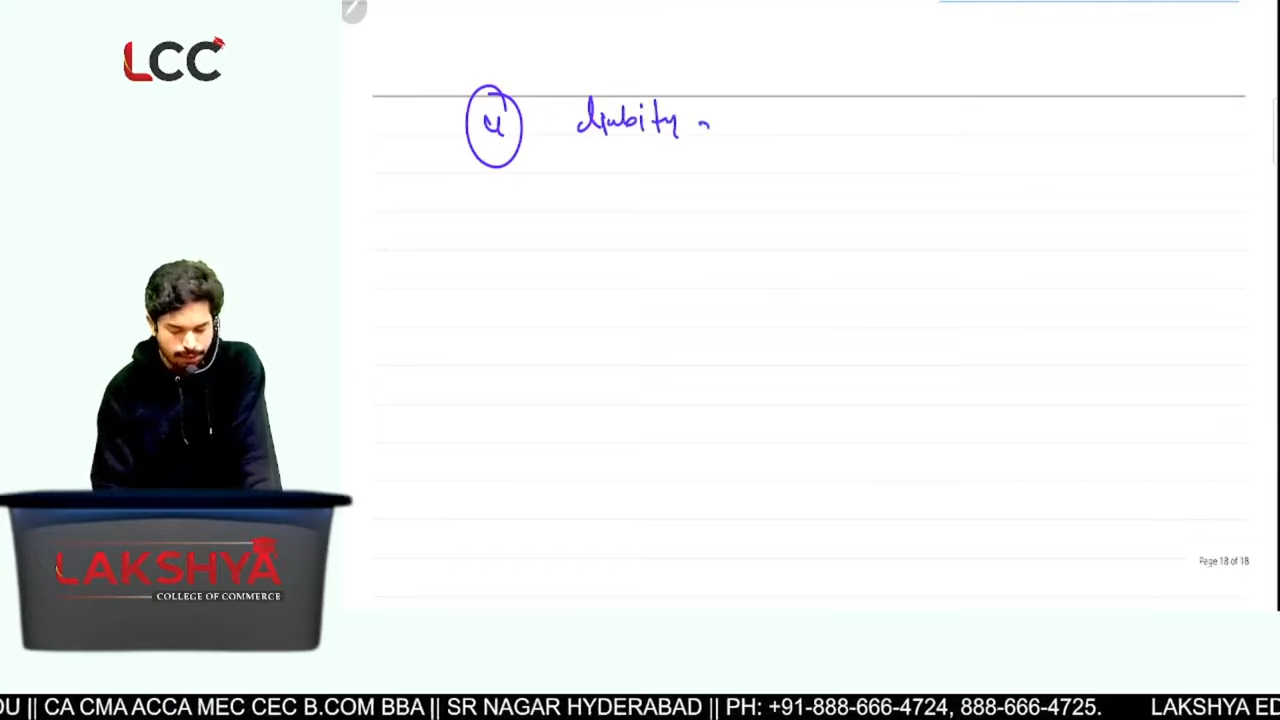 LCC
4 durability
Page 18 of 18
LAKSHYA
COLLEGE OF COMMERCE
OU || CA CMA ACCA MEC CEC B.COM BBA || SR NAGAR HYDERABAD || PH: +91-888-666-4724, 888-666-4725. LAKSHYA ED